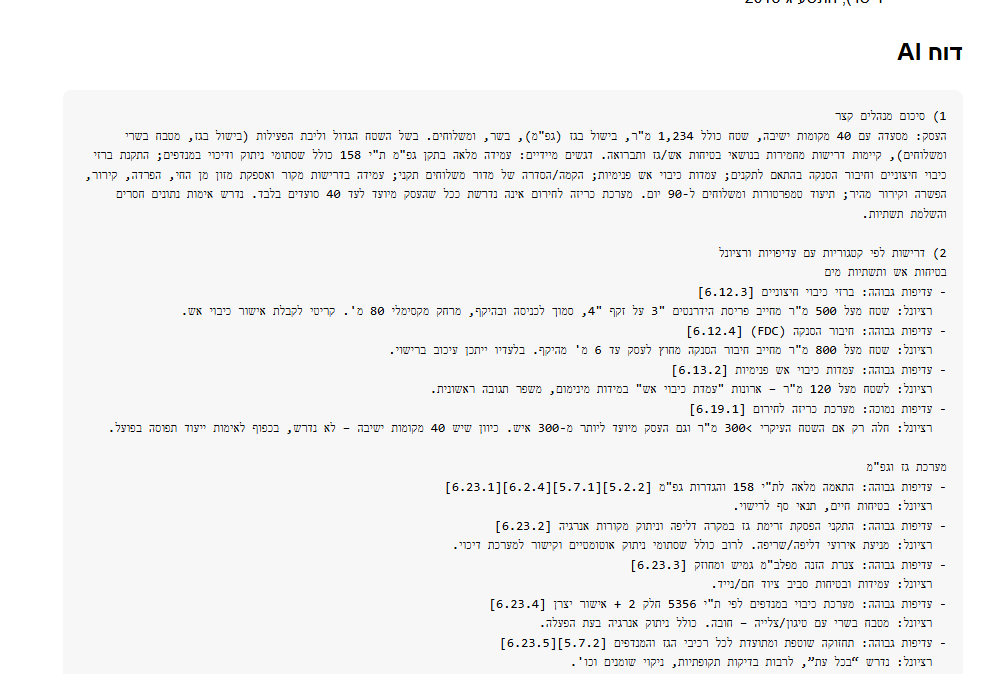 דוח AI
1) סיכום מנהלים קצר
העסק: מסעדה עם 40 מקומות ישיבה, שטח כולל 1,234 מ"ר, בישול בגז (גפ"מ), בשר, ומשלוחים. בשל השטח הגדול וליבת הפעילות (בישול בגז, מטבח בשרי
ומשלוחים), קיימות דרישות מחמירות בנושאי בטיחות אש/גז ותברואה. דגשים מיידיים: עמידה מלאה בתקן גפ"מ ת"י 158 כולל שסתומי ניתוק ודיכוי במנדפים; התקנת ברזי
כיבוי חיצוניים וחיבור הסנקה בהתאם לתקנים; עמדות כיבוי אש פנימיות; הקמה/הסדרה של מדור משלוחים תקני; עמידה בדרישות מקור ואספקת מזון מן החי, הפרדה, קירור,
הפשרה וקירור מהיר; תיעוד טמפרטורות ומשלוחים ל-90 יום. מערכת כריזה לחירום אינה נדרשת ככל שהעסק מיועד לעד 40 סועדים בלבד. נדרש אימות נתונים חסרים
והשלמת תשתיות.
2) דרישות לפי קטגוריות עם עדיפויות ורציונל
בטיחות אש ותשתיות מים
- עדיפות גבוהה: ברזי כיבוי חיצוניים [6.12.3]
רציונל: שטח מעל 500 מ"ר מחייב פריסת הידרנטים "3 על זקף "4, סמוך לכניסה ובהיקף, מרחק מקסימלי 80 מ'. קריטי לקבלת אישור כיבוי אש.
- עדיפות גבוהה: חיבור הסנקה (FDC) [6.12.4]
רציונל: שטח מעל 800 מ"ר מחייב חיבור הסנקה מחוץ לעסק עד 6 מ' מהיקף. בלעדיו ייתכן עיכוב ברישוי.
- עדיפות גבוהה: עמדות כיבוי אש פנימיות [6.13.2]
רציונל: לשטח מעל 120 מ"ר – ארונות "עמדת כיבוי אש" במידות מינימום, משפר תגובה ראשונית.
- עדיפות נמוכה: מערכת כריזה לחירום [6.19.1]
רציונל: חלה רק אם השטח העיקרי >300 מ"ר וגם העסק מיועד ליותר מ-300 איש. כיוון שיש 40 מקומות ישיבה – לא נדרש, בכפוף לאימות ייעוד תפוסה בפועל.
מערכת גז וגפ"מ
- עדיפות גבוהה: התאמה מלאה לת"י 158 והגדרות גפ"מ [5.2.2][5.7.1][6.2.4][6.23.1]
רציונל: בטיחות חיים, תנאי סף לרישוי.
- עדיפות גבוהה: התקני הפסקת זרימת גז במקרה דליפה וניתוק מקורות אנרגיה [6.23.2]
רציונל: מניעת אירועי דליפה/שריפה. לרוב כולל שסתומי ניתוק אוטומטיים וקישור למערכת דיכוי.
- עדיפות גבוהה: צנרת הזנה מפלב"מ גמיש ומחוזק [6.23.3]
רציונל: עמידות ובטיחות סביב ציוד חם/נייד.
- עדיפות גבוהה: מערכת כיבוי במנדפים לפי ת"י 5356 חלק 2 + אישור יצרן [6.23.4]
רציונל: מטבח בשרי עם טיגון/צלייה – חובה. כולל ניתוק אנרגיה בעת הפעלה.
- עדיפות גבוהה: תחזוקה שוטפת ומתועדת לכל רכיבי הגז והמנדפים [5.7.2][6.23.5]
רציונל: נדרש “בכל עת”, לרבות בדיקות תקופתיות, ניקוי שומנים וכו'.